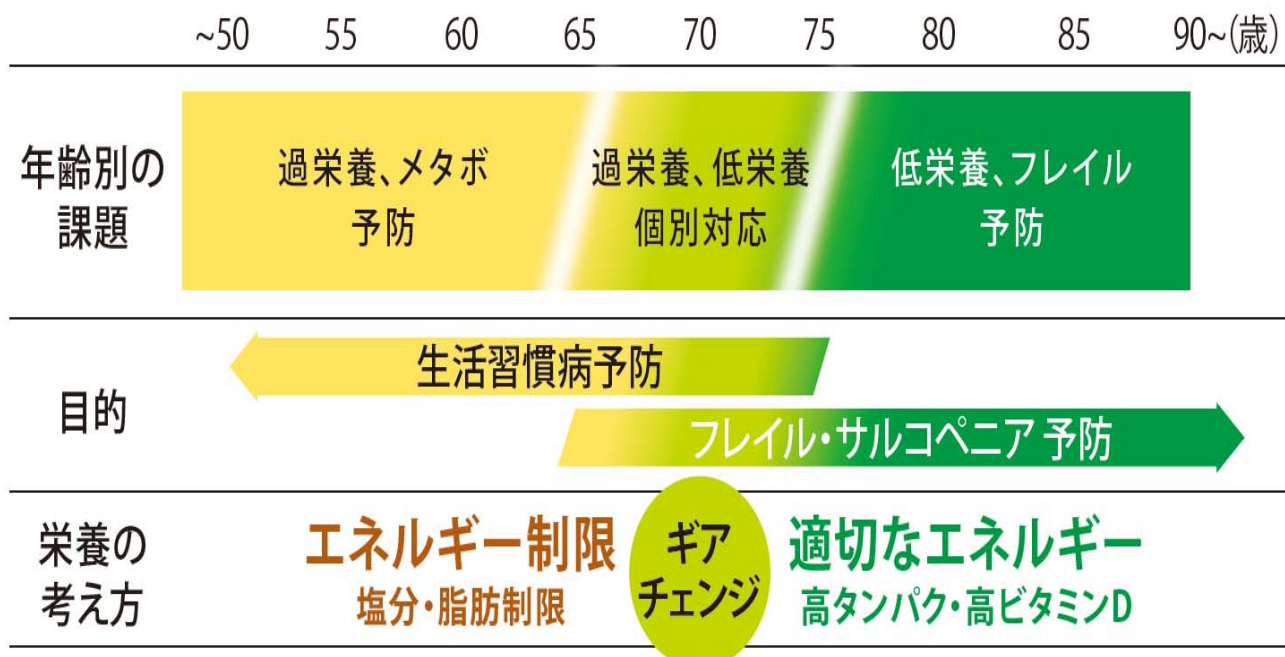 ~50 55 60 65 70 75 80 85 90~(歳)
年齢別の
課題
過栄養、メタボ
予防
過栄養、低栄養
個別対応
低栄養、フレイル
予防
目的
生活習慣病予防
フレイル・サルコペニア 予防
栄養の
考え方
エネルギー制限
塩分・脂肪制限
ギア
チェンジ
適切なエネルギー
高タンパク・高ビタミンD